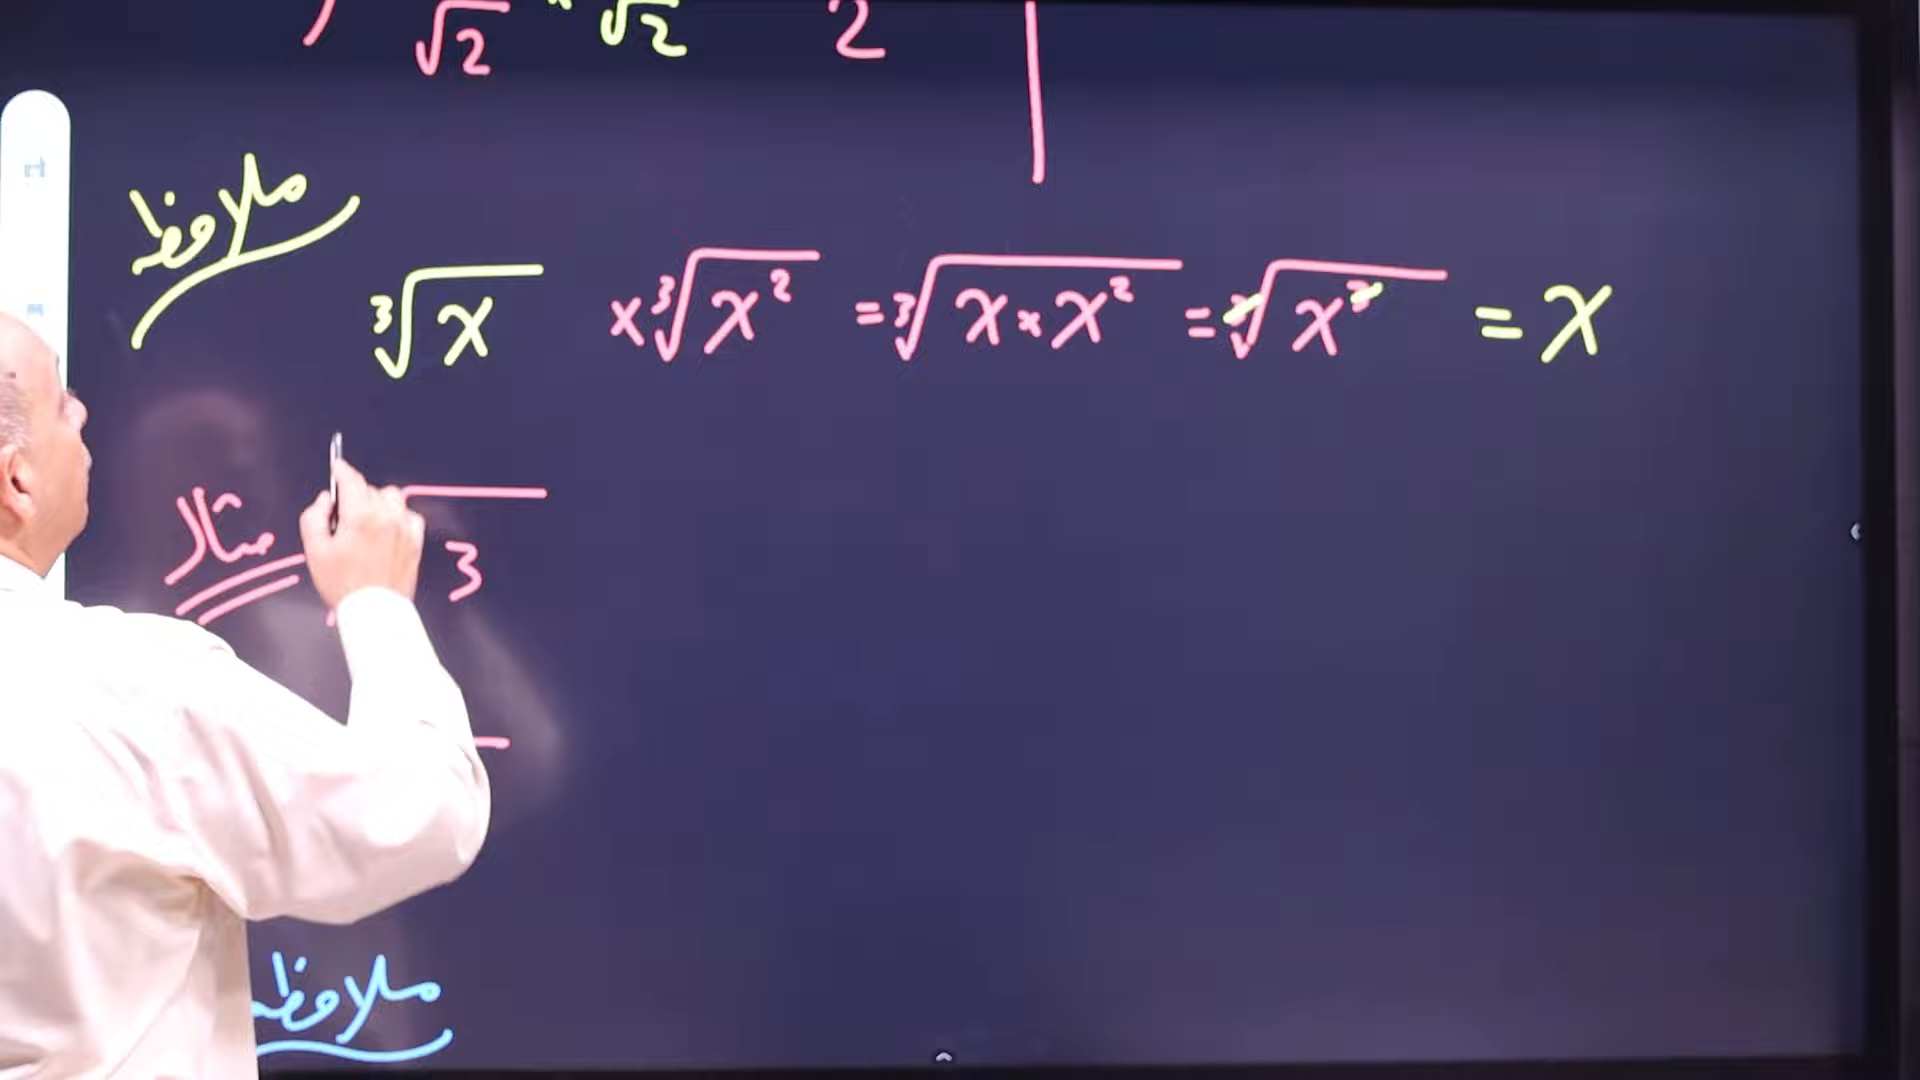 √2 × √2 2
ملاحظة
∛x × ∛x² = ∛x × x² = ∛x³ = x
مثال
3
ملاحظة